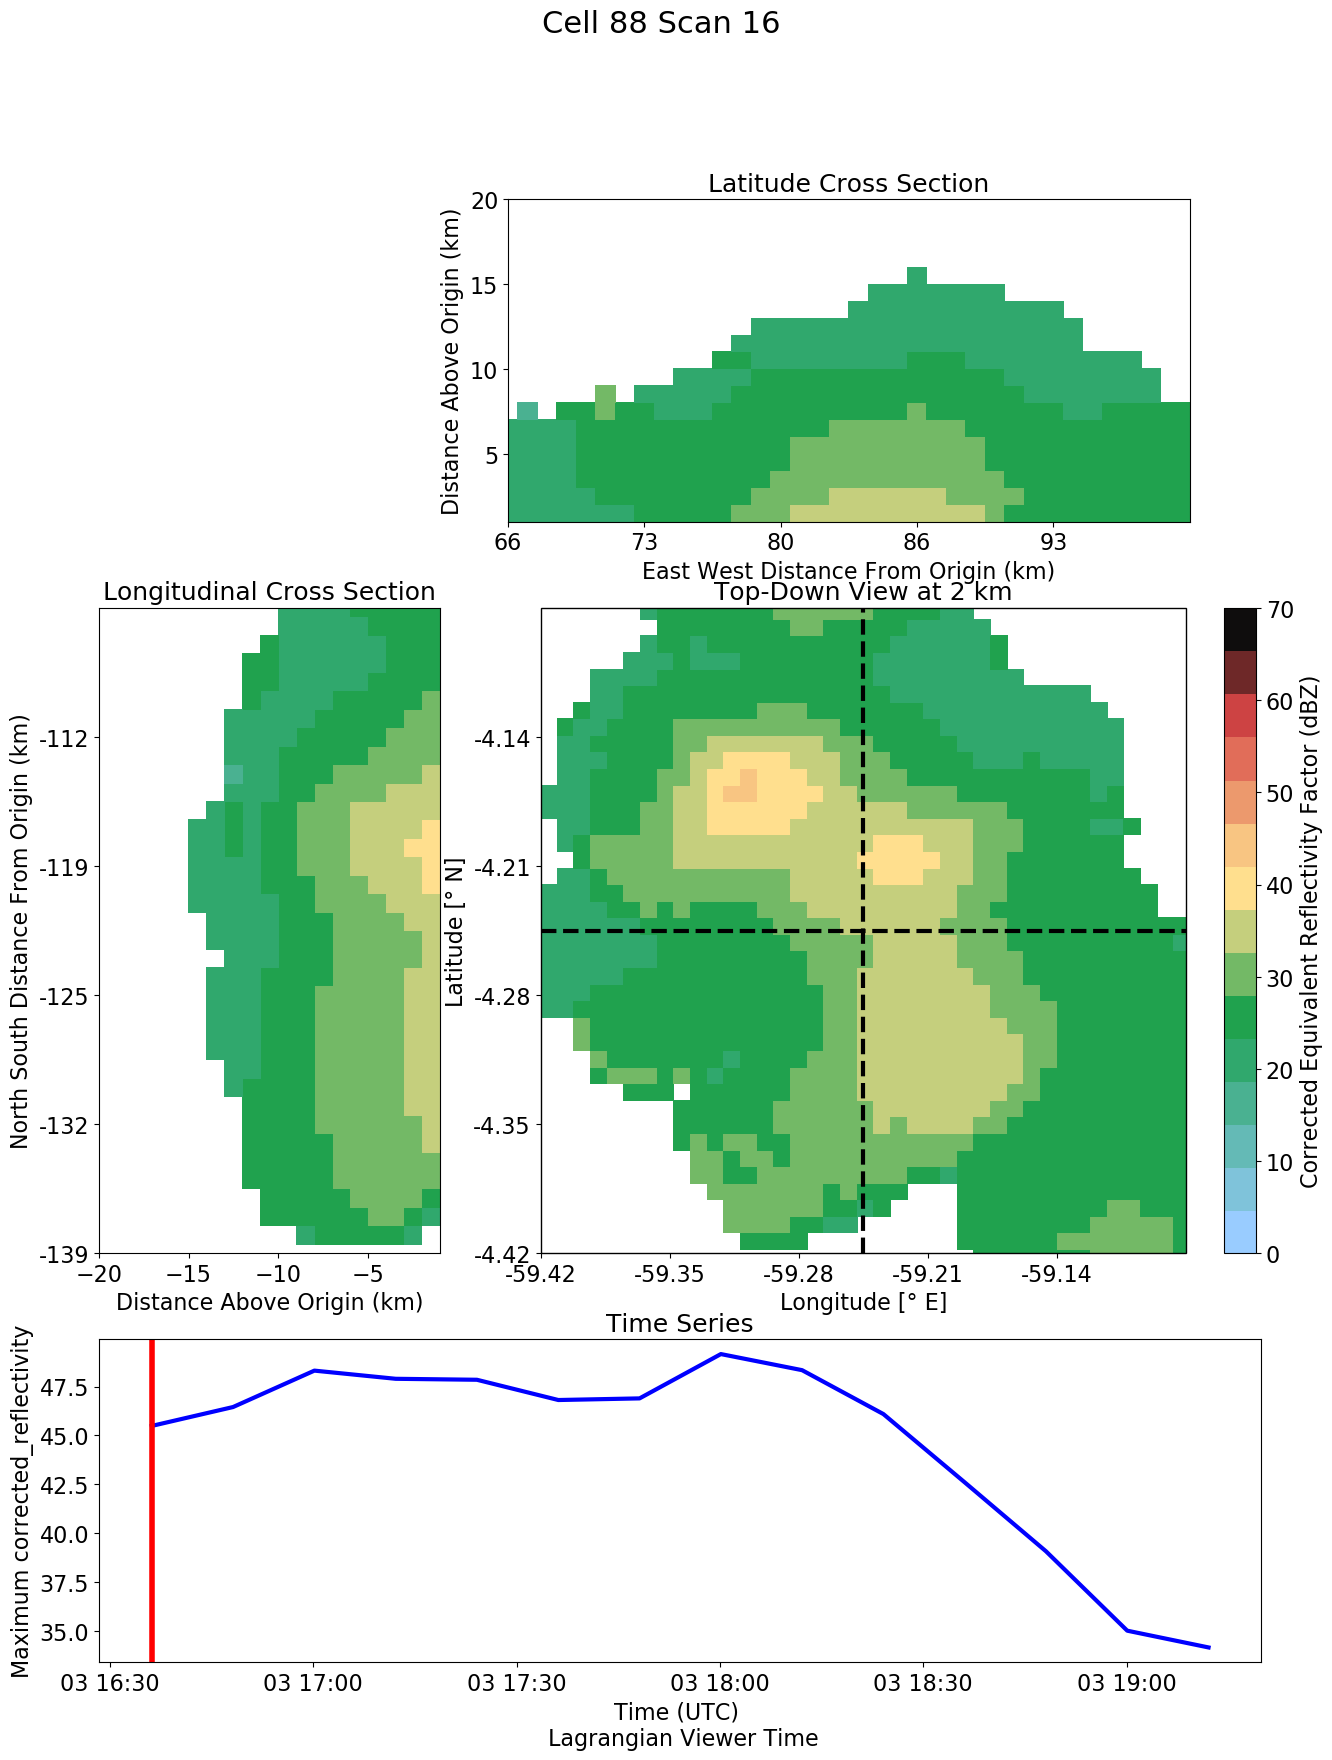 Cell 88 Scan 16
Latitude Cross Section
Distance Above Origin (km)
20
15
10
5
66 73 80 86 93
East West Distance From Origin (km)
Longitudinal Cross Section
North South Distance From Origin (km)
-112
-119
-125
-132
-139
−20 −15 −10 −5
Distance Above Origin (km)
Top-Down View at 2 km
Latitude [° N]
-4.14
-4.21
-4.28
-4.35
-4.42
-59.42 -59.35 -59.28 -59.21 -59.14
Longitude [° E]
70
60
50
40
30
20
10
0
Corrected Equivalent Reflectivity Factor (dBZ)
Time Series
Maximum corrected_reflectivity
47.5
45.0
42.5
40.0
37.5
35.0
03 16:30 03 17:00 03 17:30 03 18:00 03 18:30 03 19:00
Time (UTC)
Lagrangian Viewer Time